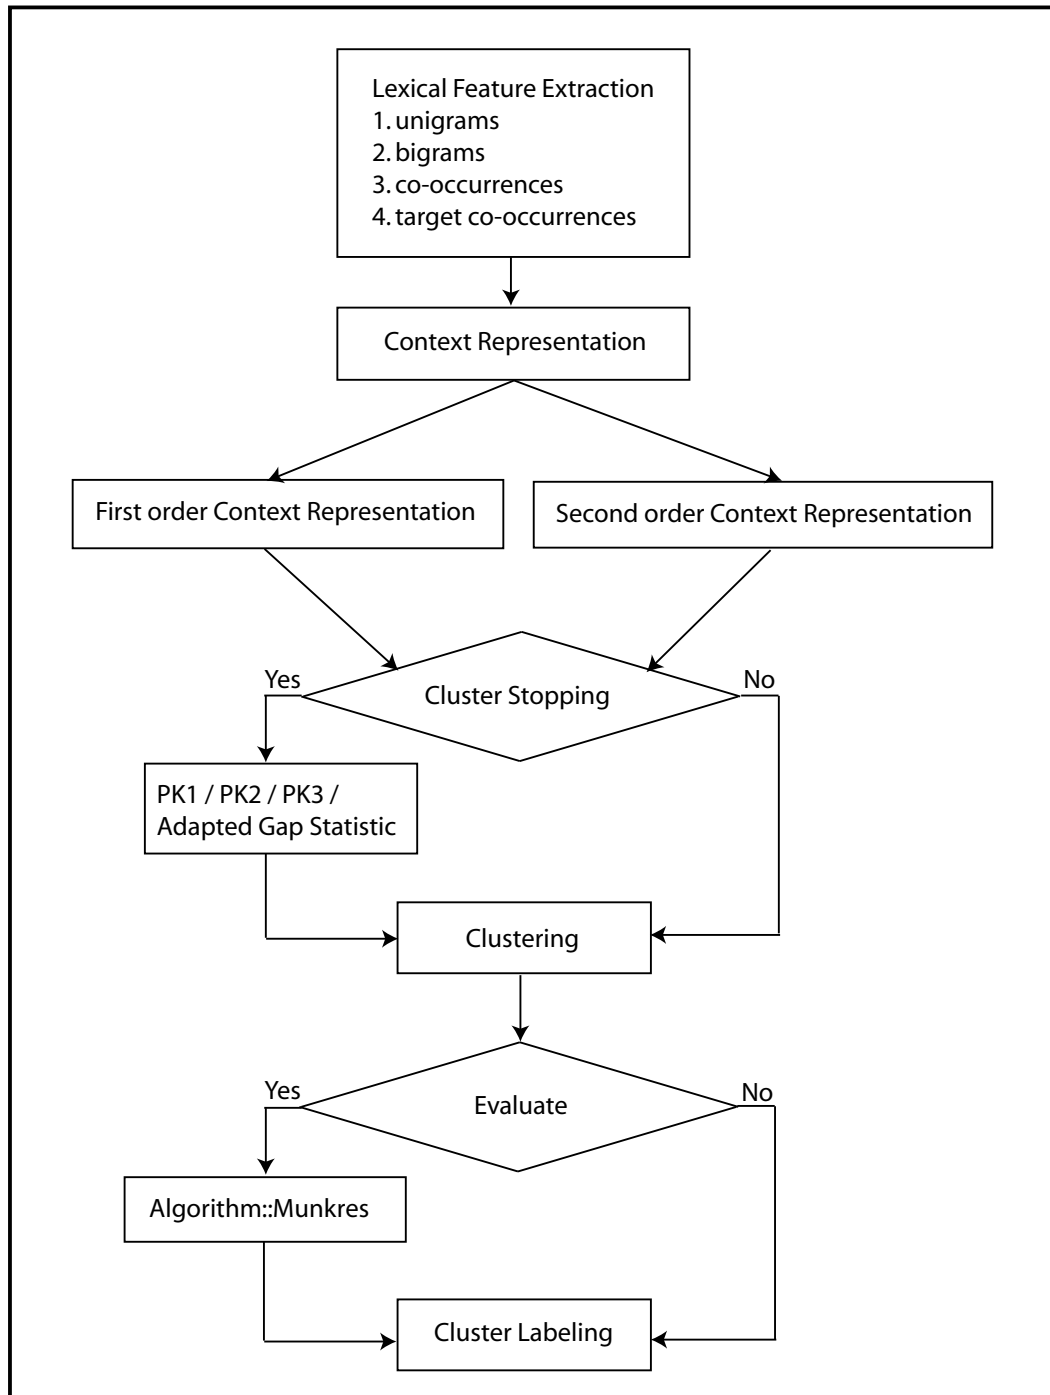 Lexical Feature Extraction
1. unigrams
2. bigrams
3. co-occurrences
4. target co-occurrences
Context Representation
First order Context Representation
Second order Context Representation
Yes
No
Cluster Stopping
PK1 / PK2 / PK3 /
Adapted Gap Statistic
Clustering
Yes
No
Evaluate
Algorithm::Munkres
Cluster Labeling